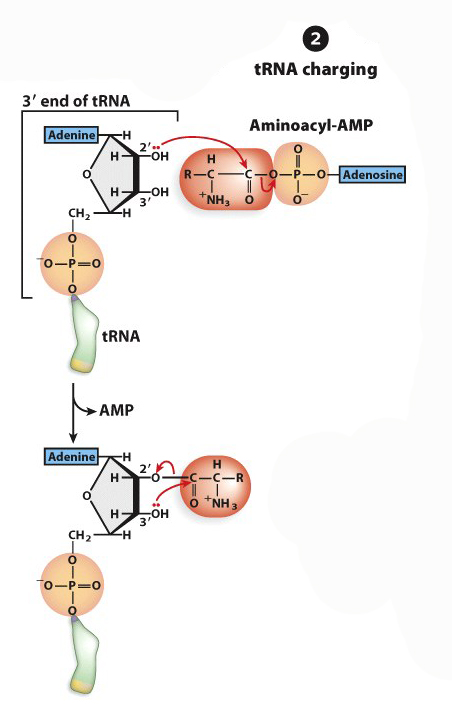 2
tRNA charging
3′ end of tRNA
Aminoacyl-AMP
Adenine H
2′
H OH
O
H OH
3′
CH₂ H
H O
R C C O P O Adenosine
⁺NH₃ O O⁻
O
⁻O P O
O
tRNA
AMP
Adenine H
2′ H
H O C C R
O
O ⁺NH₃
H OH
3′
CH₂ H
O
⁻O P O
O